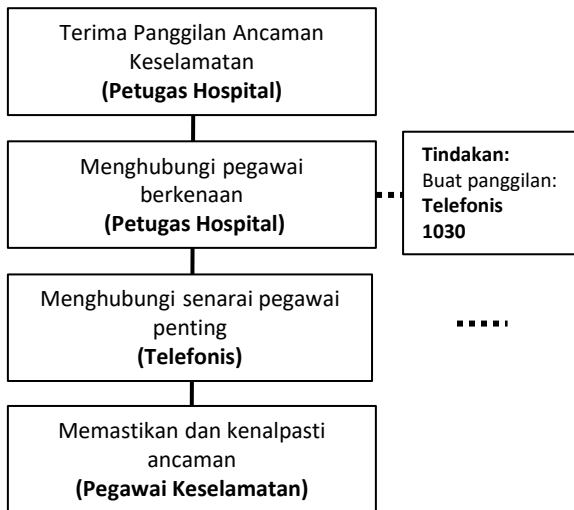 Terima Panggilan Ancaman
Keselamatan
(Petugas Hospital)
Menghubungi pegawai
berkenaan
(Petugas Hospital)
Tindakan:
Buat panggilan:
Telefonis
1030
Menghubungi senarai pegawai
penting
(Telefonis)
Memastikan dan kenalpasti
ancaman
(Pegawai Keselamatan)